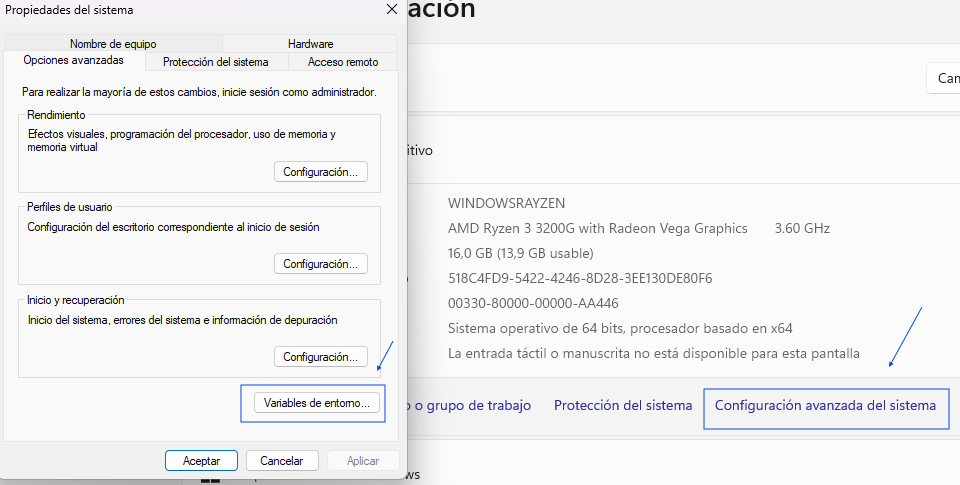 Propiedades del sistema
Nombre de equipo
Hardware
Opciones avanzadas
Protección del sistema
Acceso remoto
Para realizar la mayoría de estos cambios, inicie sesión como administrador.
Rendimiento
Efectos visuales, programación del procesador, uso de memoria y
memoria virtual
Configuración...
Perfiles de usuario
Configuración del escritorio correspondiente al inicio de sesión
Configuración...
Inicio y recuperación
Inicio del sistema, errores del sistema e información de depuración
Configuración...
Variables de entorno...
Aceptar
Cancelar
Aplicar
ación
Can
itivo
WINDOWSRAYZEN
AMD Ryzen 3 3200G with Radeon Vega Graphics 3.60 GHz
16,0 GB (13,9 GB usable)
518C4FD9-5422-4246-8D28-3EE130DE80F6
00330-80000-00000-AA446
Sistema operativo de 64 bits, procesador basado en x64
La entrada táctil o manuscrita no está disponible para esta pantalla
o o grupo de trabajo
Protección del sistema
Configuración avanzada del sistema
ws